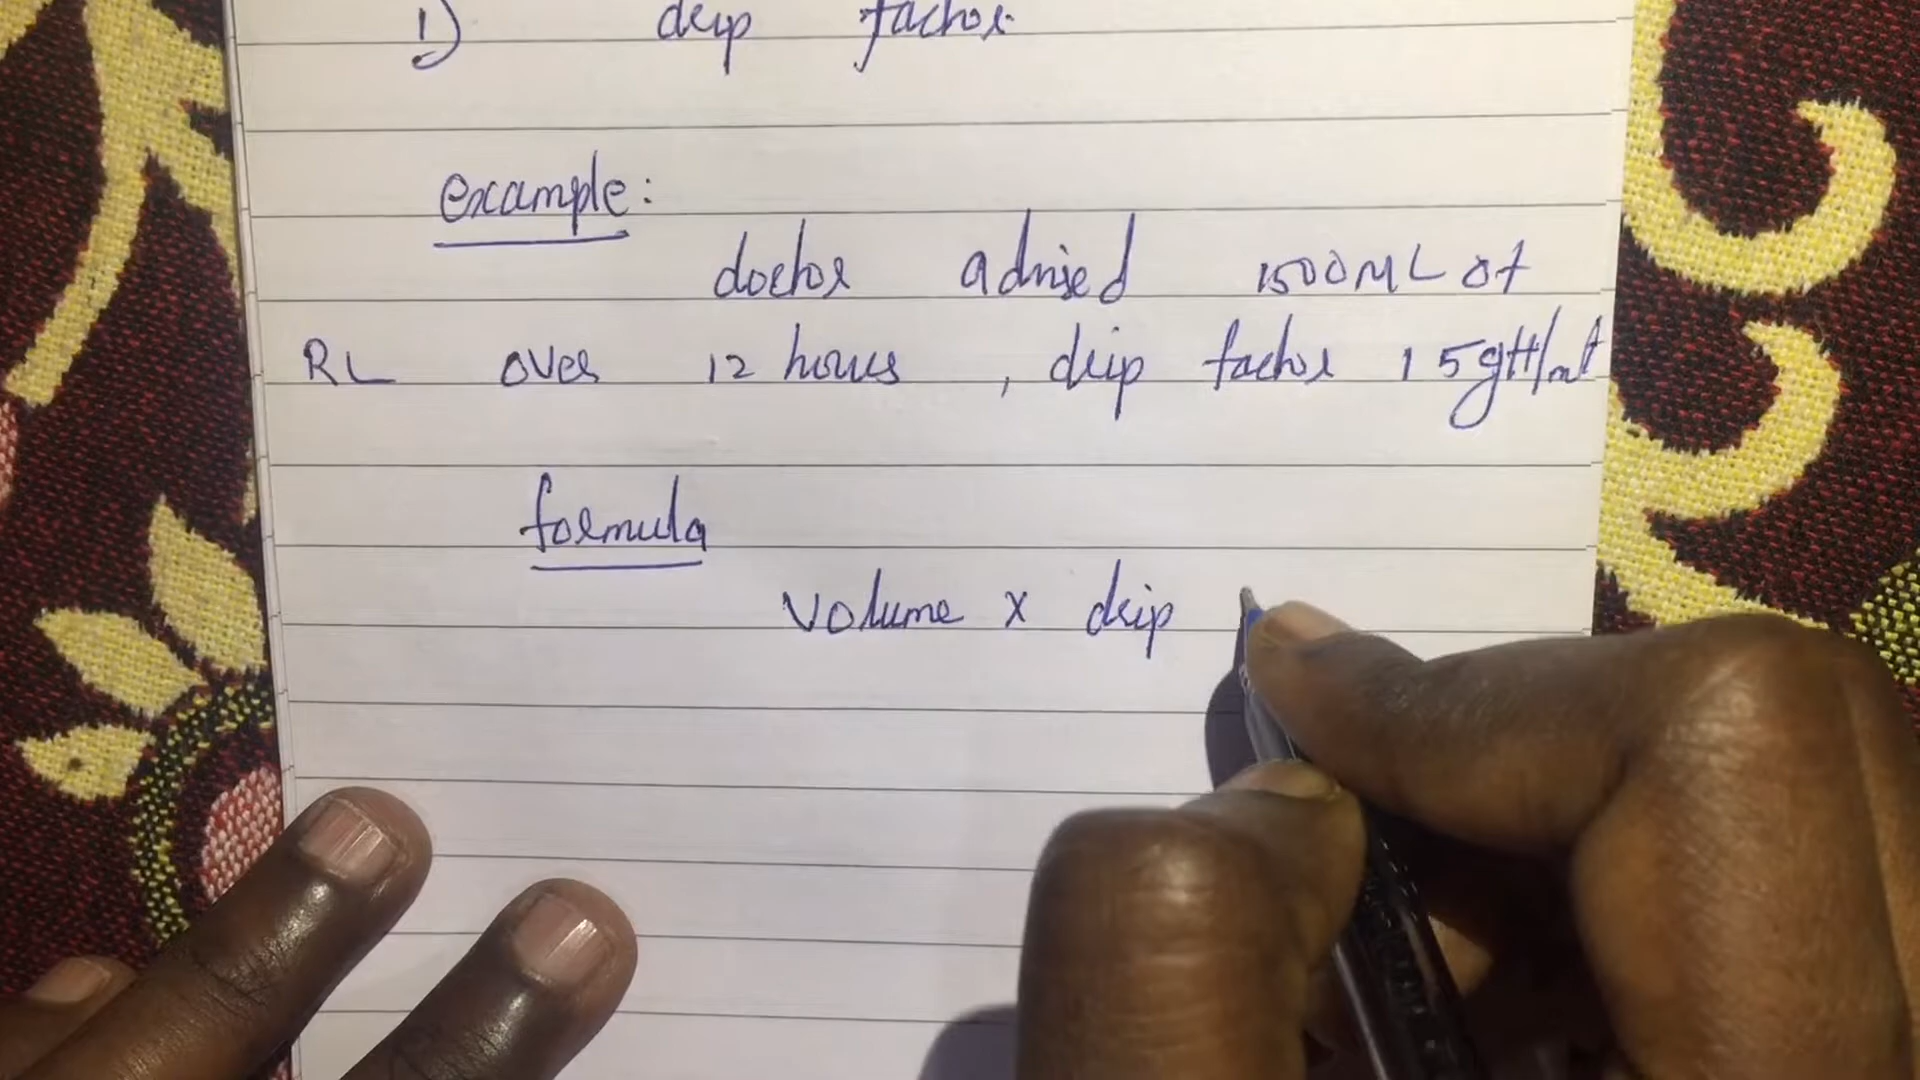 1) drip factor
example:
doctor advised 1500ML of
RL over 12 hours , drip factor 15gtt/ml
formula
volume x drip